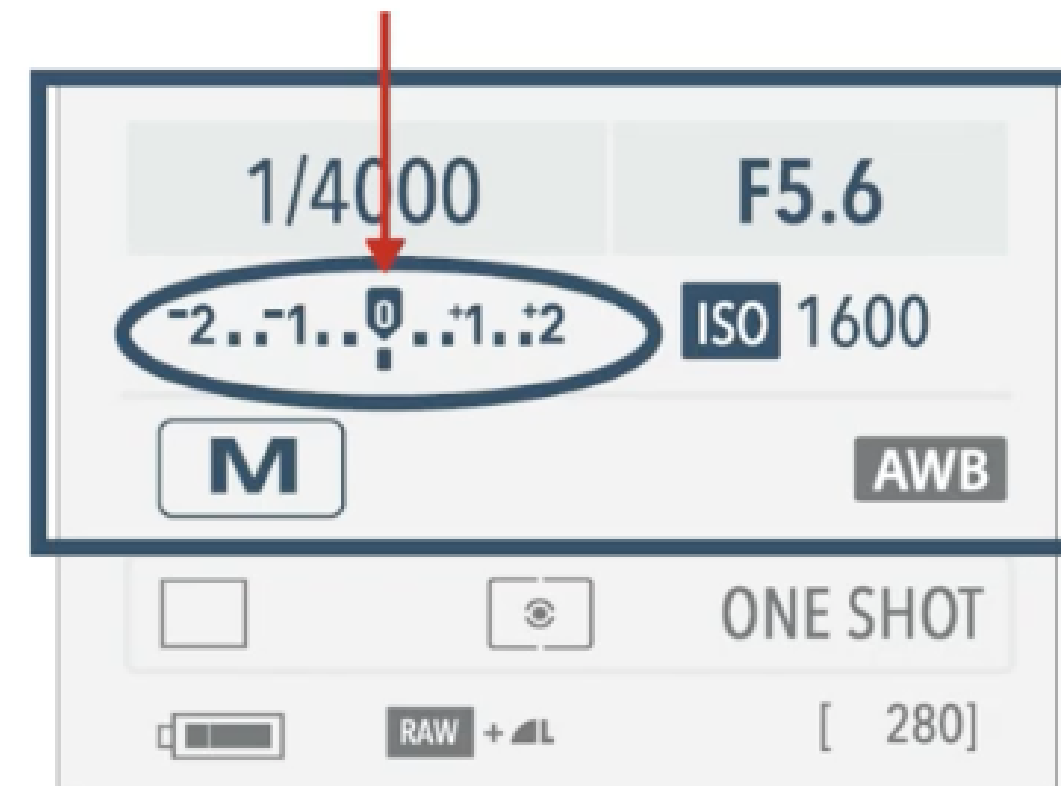 1/4000 F5.6
-2..-1..0..+1..+2 ISO 1600
M AWB
ONE SHOT
RAW + L [ 280]